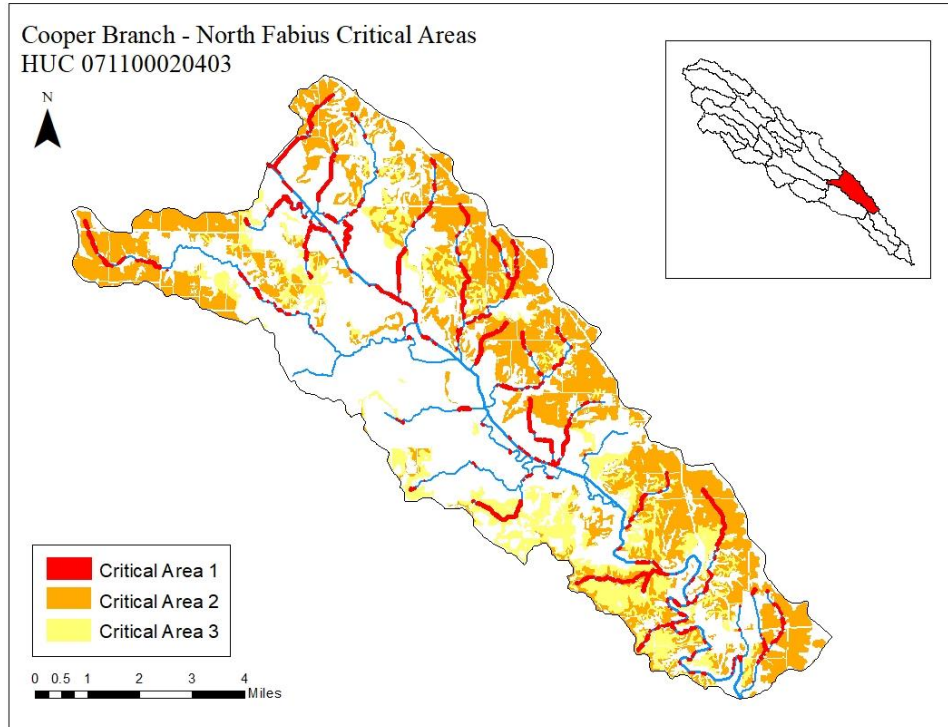 Cooper Branch - North Fabius Critical Areas
HUC 071100020403
N
Critical Area 1
Critical Area 2
Critical Area 3
0 0.5 1 2 3 4
Miles